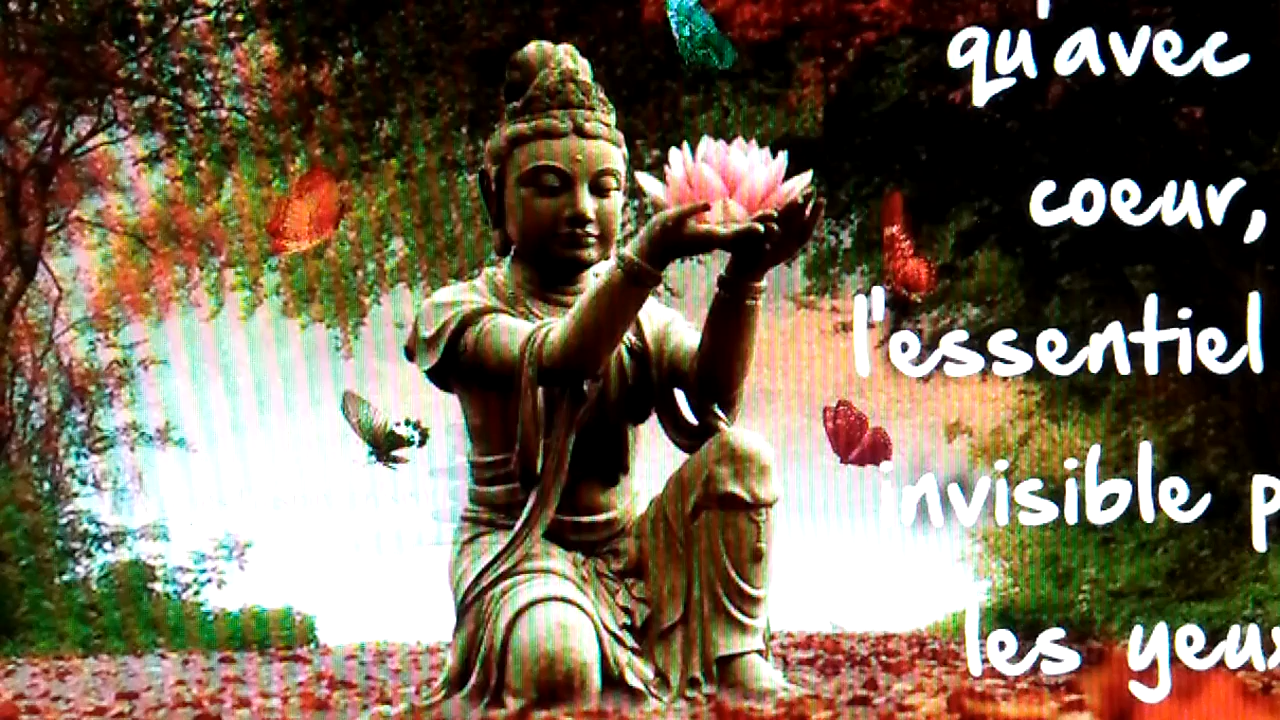 qu'avec
coeur,
l'essentiel
invisible
les